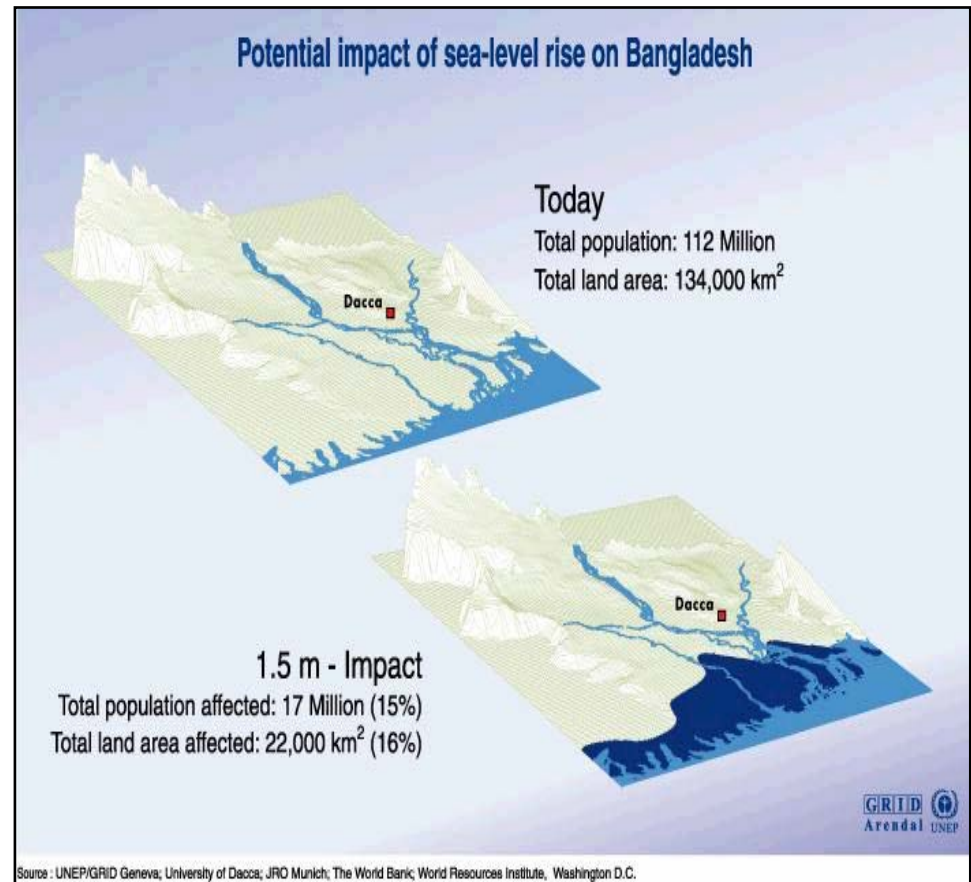 Potential impact of sea-level rise on Bangladesh
Today
Total population: 112 Million
Total land area: 134,000 km²
Dacca
Dacca
1.5 m - Impact
Total population affected: 17 Million (15%)
Total land area affected: 22,000 km² (16%)
GRID
Arendal UNEP
Source : UNEP/GRID Geneva; University of Dacca; JRO Munich; The World Bank; World Resources Institute, Washington D.C.